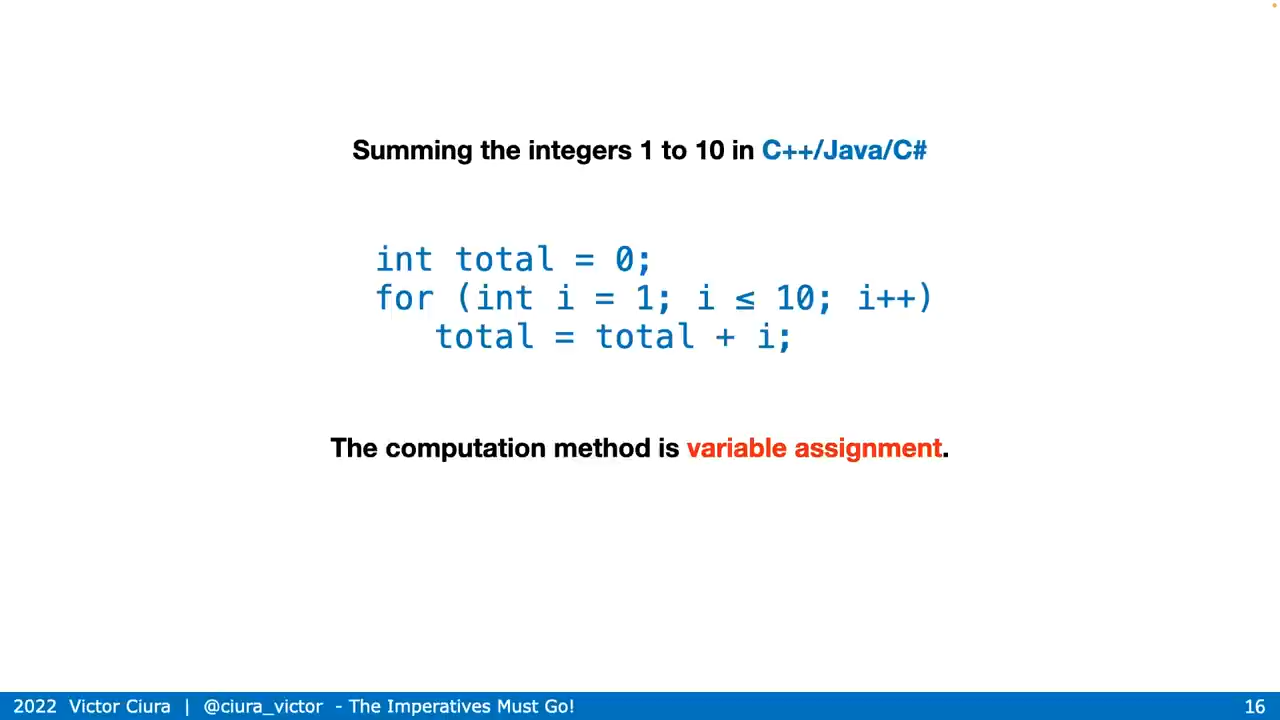 Summing the integers 1 to 10 in C++/Java/C#
int total = 0;
for (int i = 1; i ≤ 10; i++)
total = total + i;
The computation method is variable assignment.
2022 Victor Ciura | @ciura_victor - The Imperatives Must Go!
16